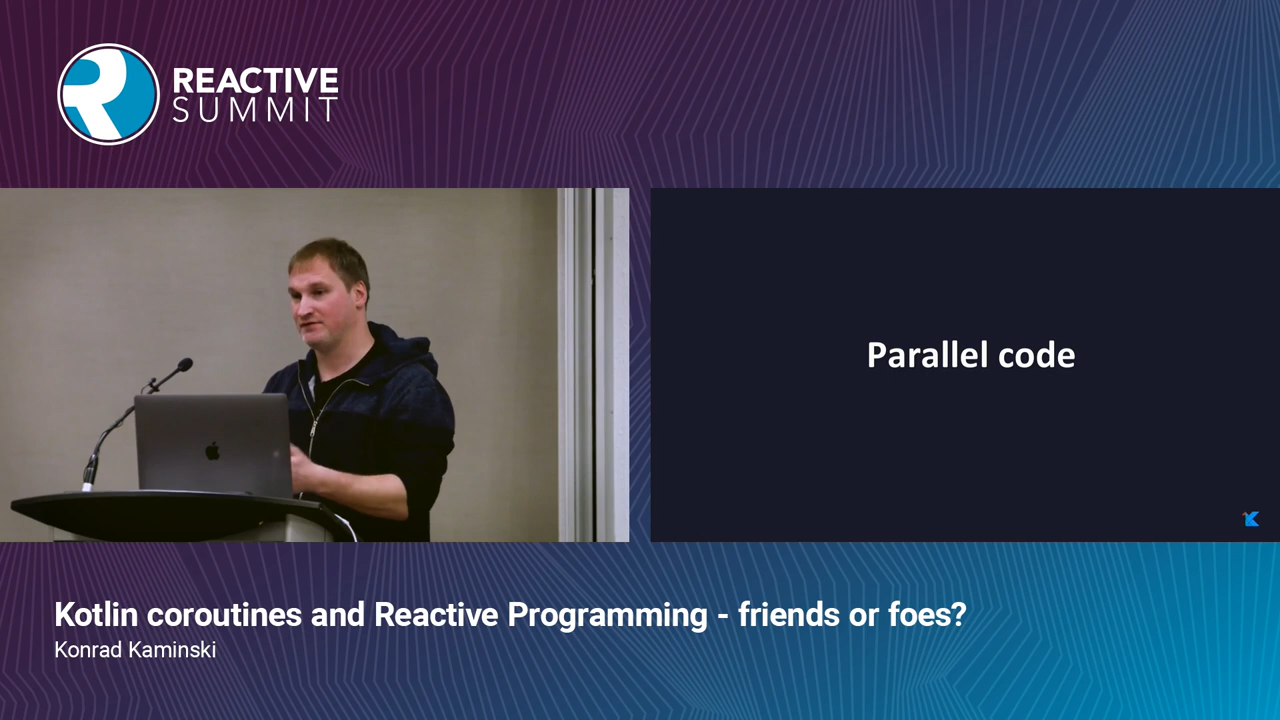 REACTIVE
SUMMIT
Parallel code
Kotlin coroutines and Reactive Programming - friends or foes?
Konrad Kaminski